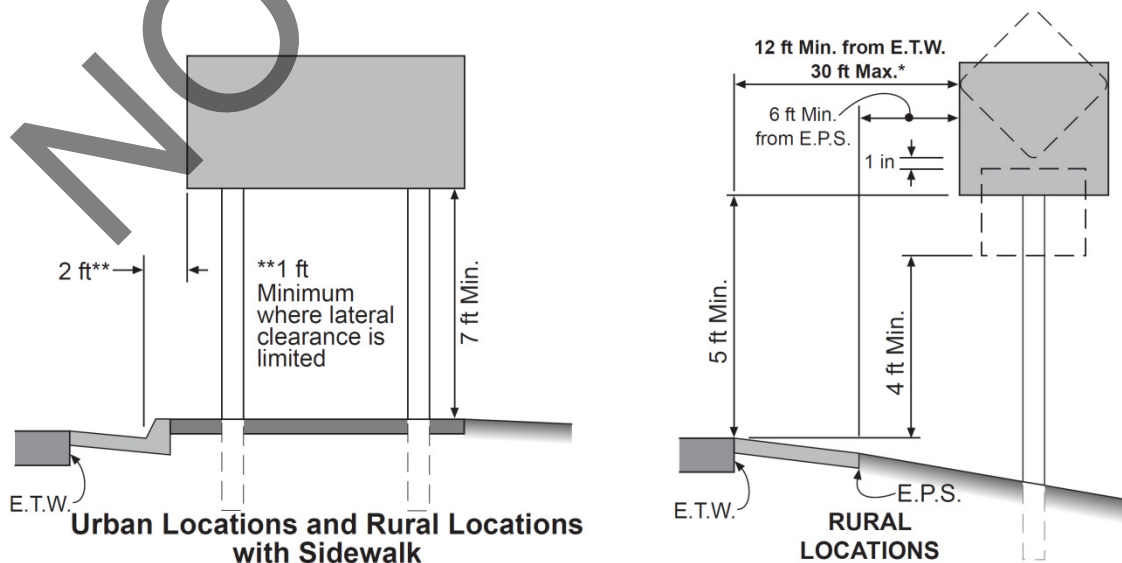 NO
2 ft**
**1 ft
Minimum
where lateral
clearance is
limited
7 ft Min.
E.T.W.
Urban Locations and Rural Locations
with Sidewalk
12 ft Min. from E.T.W.
30 ft Max.*
6 ft Min.
from E.P.S.
1 in
5 ft Min.
4 ft Min.
E.T.W.
E.P.S.
RURAL
LOCATIONS